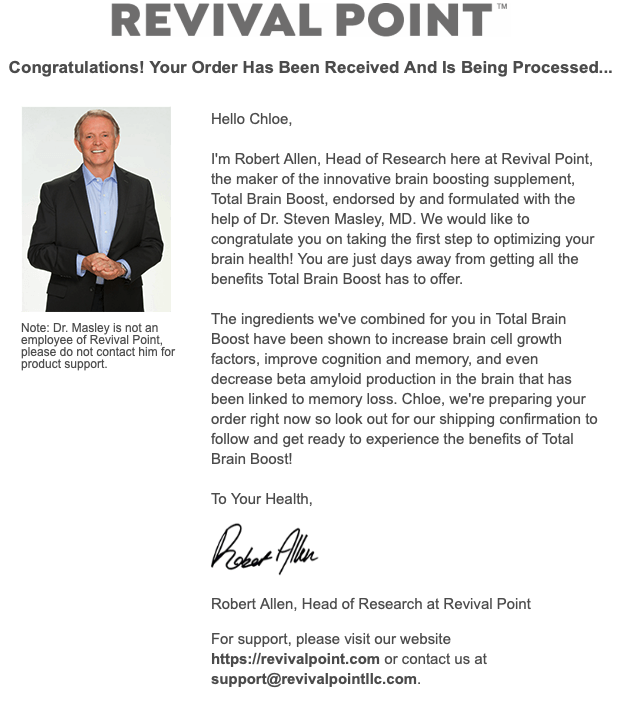 REVIVAL POINT™
Congratulations! Your Order Has Been Received And Is Being Processed...
Hello Chloe,
I'm Robert Allen, Head of Research here at Revival Point,
the maker of the innovative brain boosting supplement,
Total Brain Boost, endorsed by and formulated with the
help of Dr. Steven Masley, MD. We would like to
congratulate you on taking the first step to optimizing your
brain health! You are just days away from getting all the
benefits Total Brain Boost has to offer.
Note: Dr. Masley is not an
employee of Revival Point,
please do not contact him for
product support.
The ingredients we've combined for you in Total Brain
Boost have been shown to increase brain cell growth
factors, improve cognition and memory, and even
decrease beta amyloid production in the brain that has
been linked to memory loss. Chloe, we're preparing your
order right now so look out for our shipping confirmation to
follow and get ready to experience the benefits of Total
Brain Boost!
To Your Health,
Robert Allen
Robert Allen, Head of Research at Revival Point
For support, please visit our website
https://revivalpoint.com or contact us at
support@revivalpointllc.com.